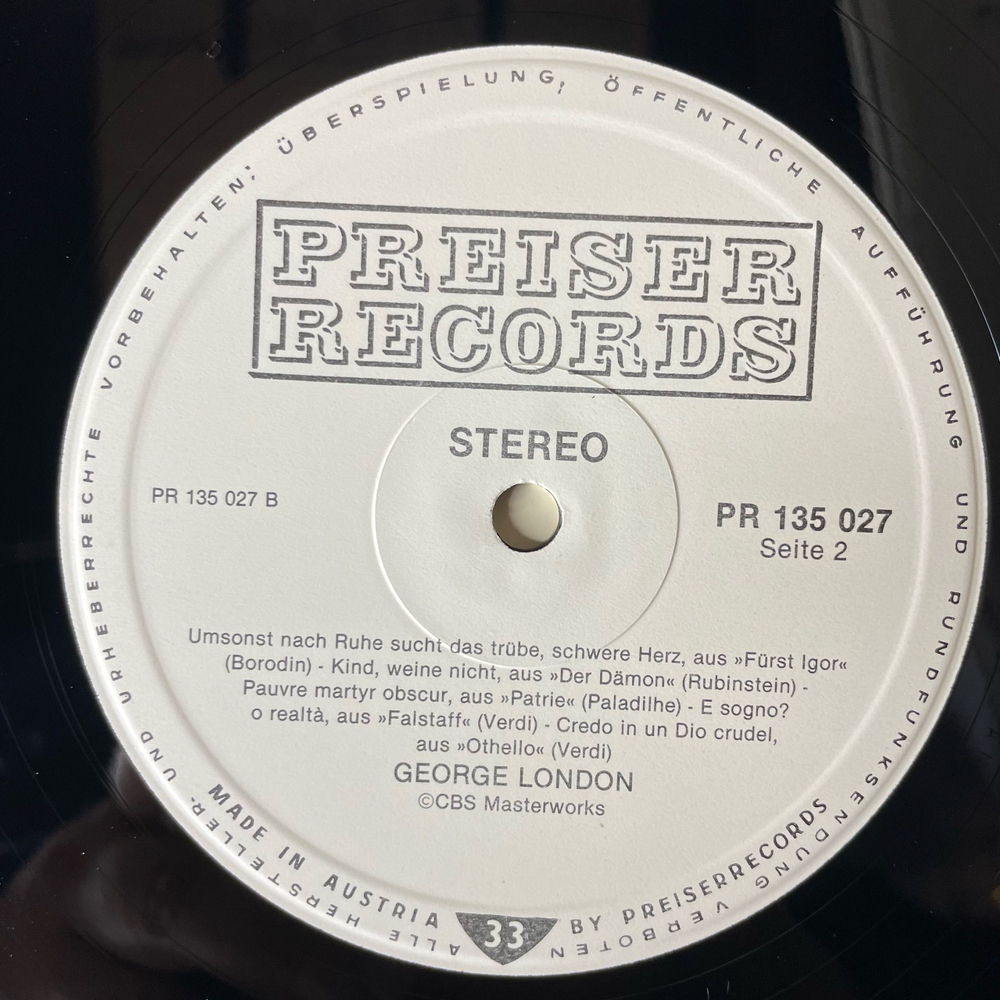 ALLE HERSTELLER- UND URHEBERRECHTE VORBEHALTEN; ÜBERSPIELUNG, ÖFFENTLICHE AUFFÜHRUNG UND RUNDFUNKSENDUNG VERBOTEN
PREISER
RECORDS
STEREO
PR 135 027 B
PR 135 027
Seite 2
Umsonst nach Ruhe sucht das trübe, schwere Herz, aus »Fürst Igor«
(Borodin) - Kind, weine nicht, aus »Der Dämon« (Rubinstein) -
Pauvre martyr obscur, aus »Patrie« (Paladilhe) - E sogno?
o realtà, aus »Falstaff« (Verdi) - Credo in un Dio crudel,
aus »Othello« (Verdi)
GEORGE LONDON
©CBS Masterworks
MADE IN AUSTRIA 33 BY PREISERRECORDS